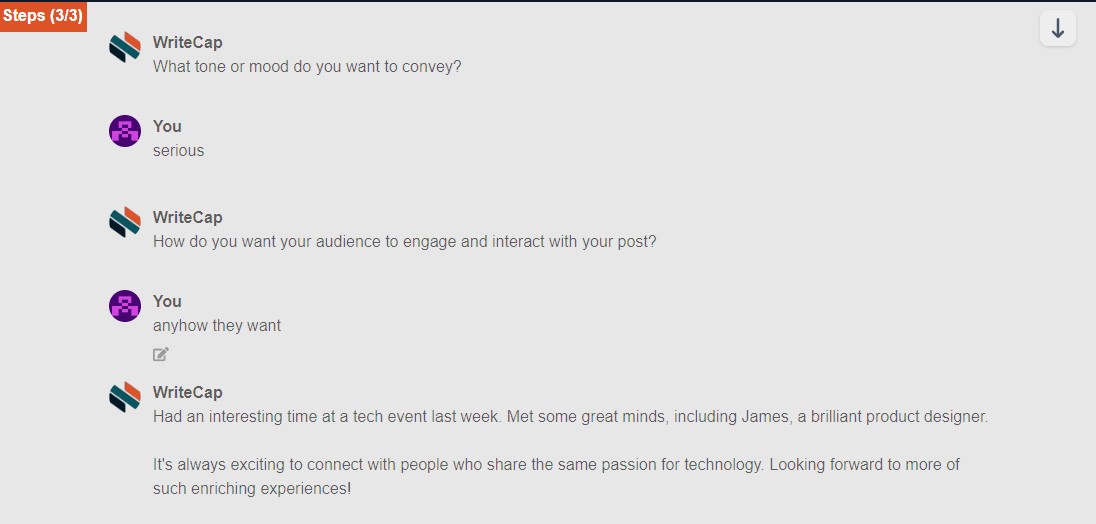 Steps (3/3)
WriteCap
What tone or mood do you want to convey?
You
serious
WriteCap
How do you want your audience to engage and interact with your post?
You
anyhow they want
WriteCap
Had an interesting time at a tech event last week. Met some great minds, including James, a brilliant product designer.
It's always exciting to connect with people who share the same passion for technology. Looking forward to more of
such enriching experiences!